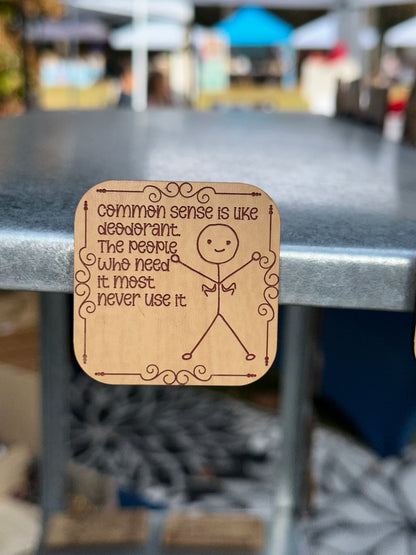 Common sense is like
deodorant.
The people
who need
it most
never use it